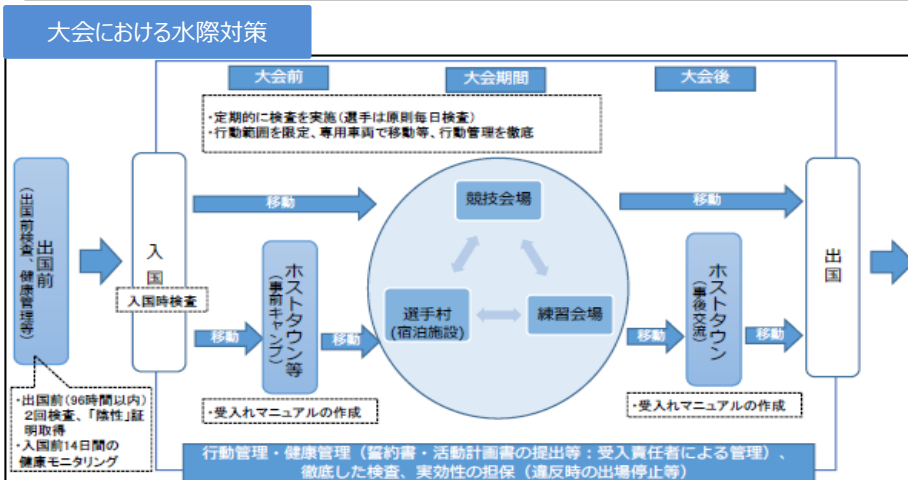 大会における水際対策
大会前
大会期間
大会後
・定期的に検査を実施(選手は原則毎日検査)
・行動範囲を限定、専用車両で移動等、行動管理を徹底
出国前
(出国前検査、健康管理等)
入国
入国時検査
移動
移動
ホストタウン等
(事前キャンプ)
移動
競技会場
選手村
(宿泊施設)
練習会場
移動
移動
ホストタウン
(事後交流)
移動
出国
・出国前(96時間以内)
2回検査、「陰性」証
明取得
・入国前14日間の
健康モニタリング
・受入れマニュアルの作成
・受入れマニュアルの作成
行動管理・健康管理（誓約書・活動計画書の提出等：受入責任者による管理）、
徹底した検査、実効性の担保（違反時の出場停止等）